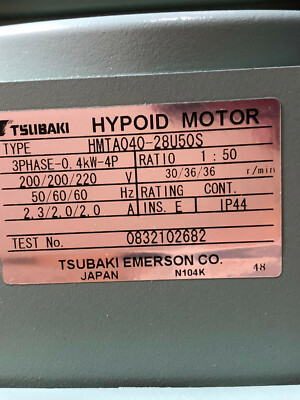 TSUBAKI HYPOID MOTOR
TYPE HMTA040-28U50S
3PHASE-0.4kW-4P RATIO 1:50
200/200/220 V 30/36/36 r/min
50/60/60 Hz RATING CONT.
2.3/2.0/2.0 A INS. E IP44
TEST No. 0832102682
TSUBAKI EMERSON CO.
JAPAN N104K 48